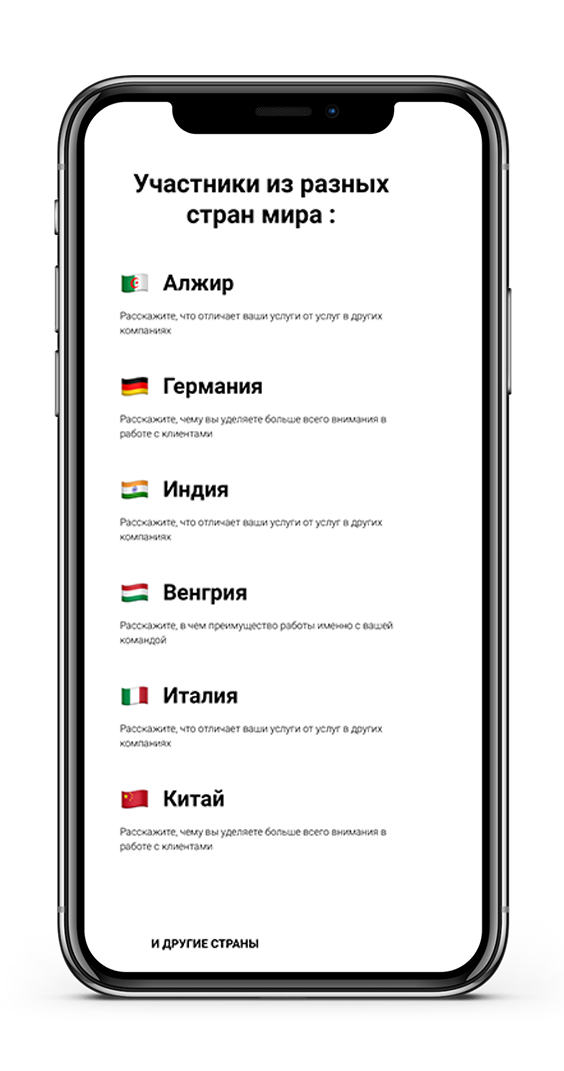 Участники из разных
стран мира :
Алжир
Расскажите, что отличает ваши услуги от услуг в других
компаниях
Германия
Расскажите, чему вы уделяете больше всего внимания в
работе с клиентами
Индия
Расскажите, что отличает ваши услуги от услуг в других
компаниях
Венгрия
Расскажите, в чем преимущество работы именно с вашей
командой
Италия
Расскажите, что отличает ваши услуги от услуг в других
компаниях
Китай
Расскажите, чему вы уделяете больше всего внимания в
работе с клиентами
И ДРУГИЕ СТРАНЫ